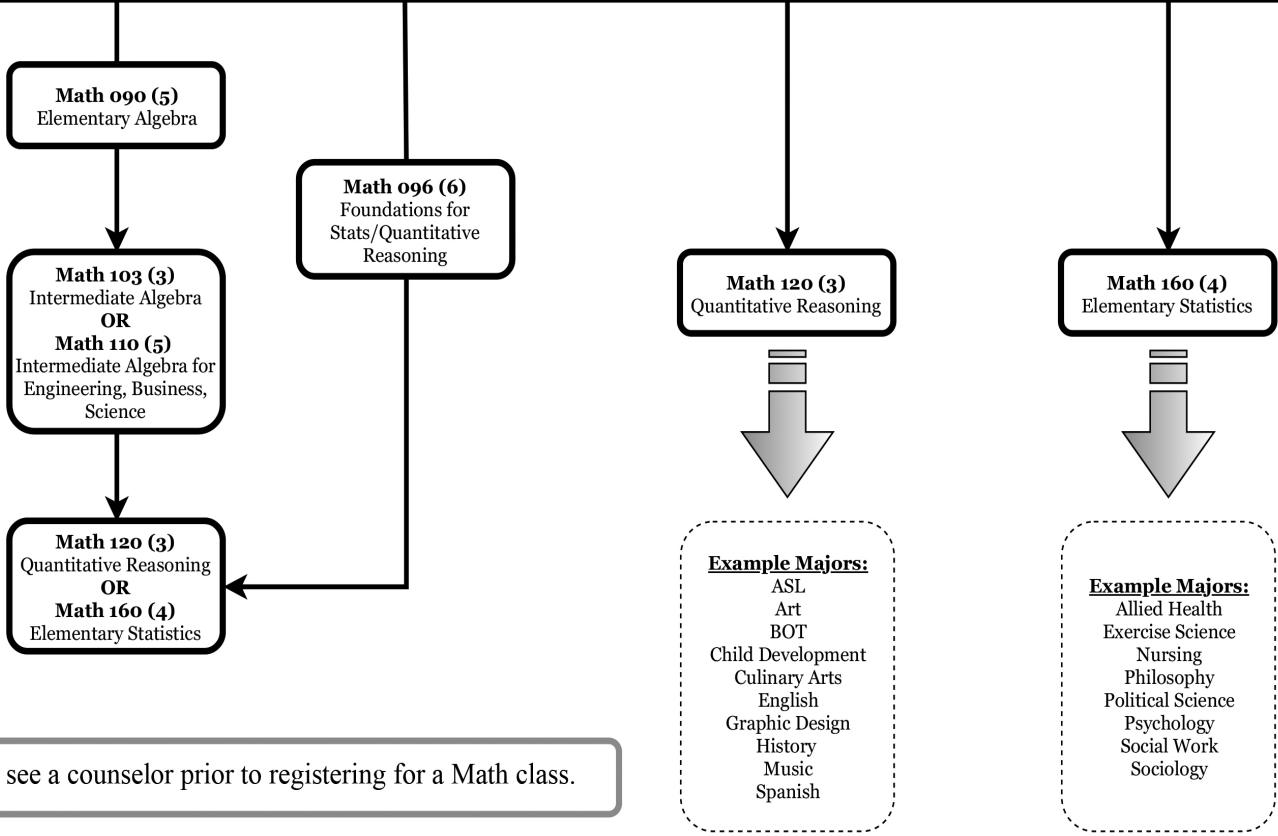 Math 090 (5)
Elementary Algebra
Math 103 (3)
Intermediate Algebra
OR
Math 110 (5)
Intermediate Algebra for
Engineering, Business,
Science
Math 120 (3)
Quantitative Reasoning
OR
Math 160 (4)
Elementary Statistics
Math 096 (6)
Foundations for
Stats/Quantitative
Reasoning
Math 120 (3)
Quantitative Reasoning
Example Majors:
ASL
Art
BOT
Child Development
Culinary Arts
English
Graphic Design
History
Music
Spanish
Math 160 (4)
Elementary Statistics
Example Majors:
Allied Health
Exercise Science
Nursing
Philosophy
Political Science
Psychology
Social Work
Sociology
see a counselor prior to registering for a Math class.